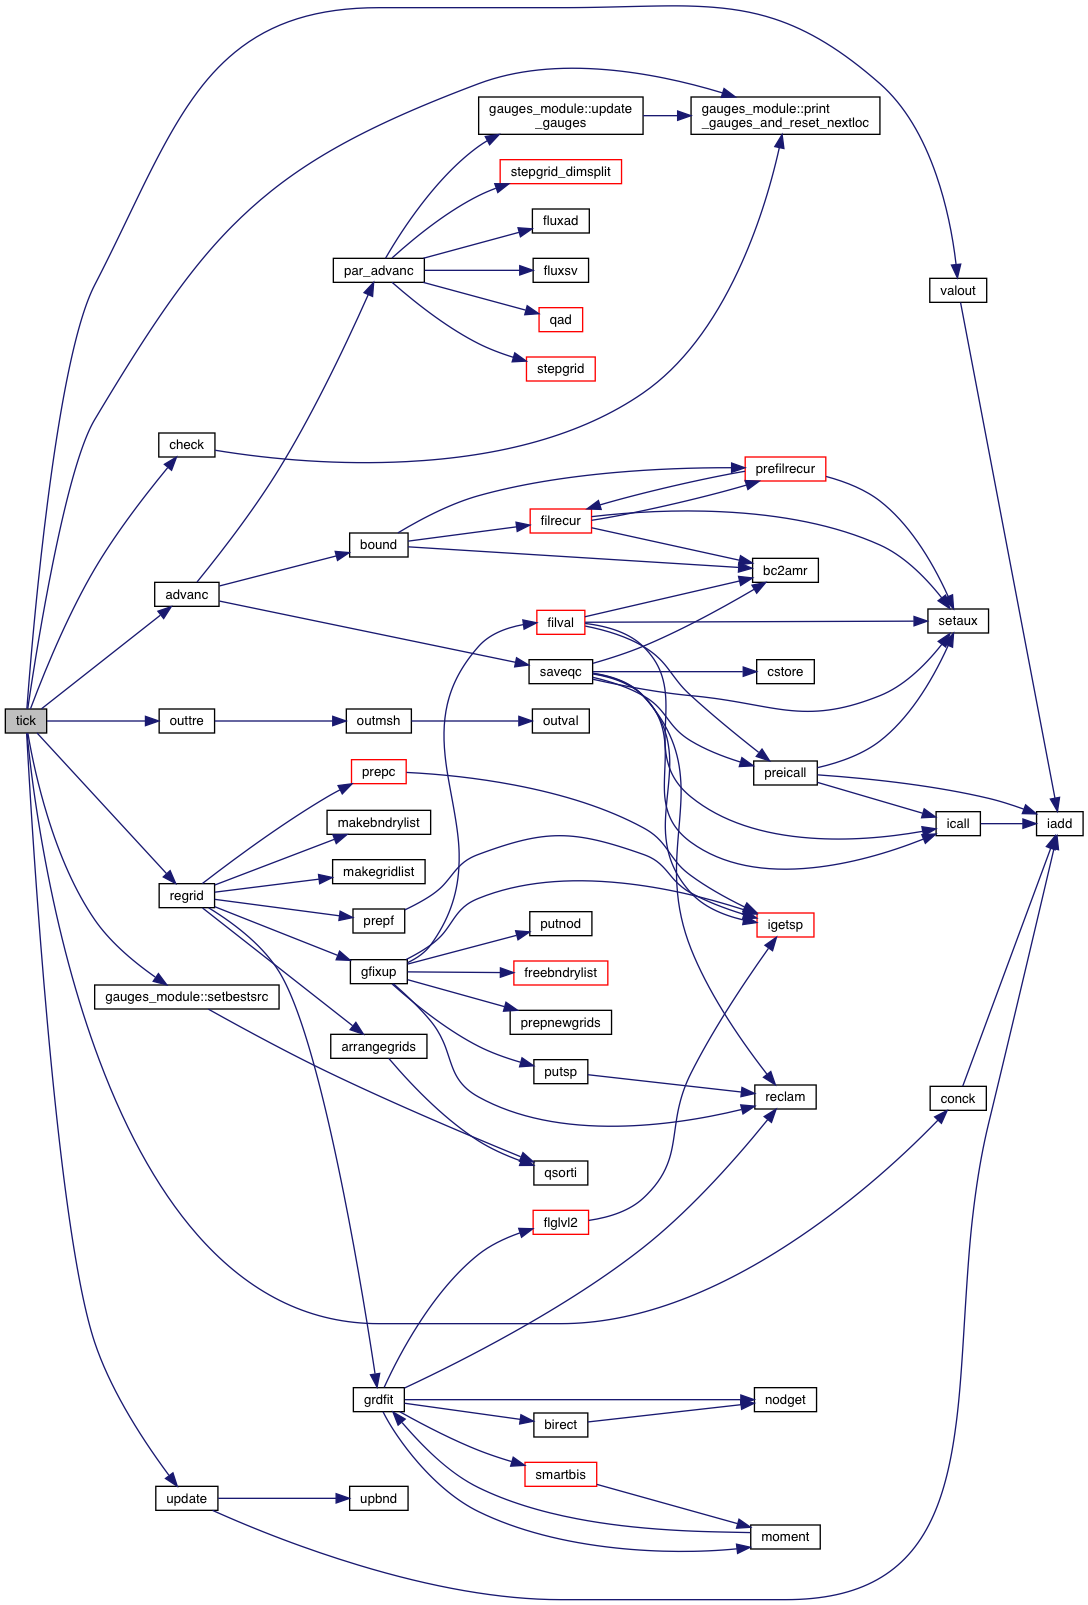 gauges_module::update
_gauges
gauges_module::print
_gauges_and_reset_nextloc
stepgrid_dimsplit
fluxad
par_advanc
fluxsv
valout
qad
stepgrid
check
prefilrecur
filrecur
bound
bc2amr
advanc
filval
setaux
saveqc
cstore
tick
outtre
outmsh
outval
prepc
preicall
makebndrylist
icall
iadd
makegridlist
regrid
prepf
putnod
igetsp
gfixup
freebndrylist
gauges_module::setbestsrc
prepnewgrids
arrangegrids
putsp
reclam
conck
qsorti
flglvl2
grdfit
nodget
birect
smartbis
update
upbnd
moment